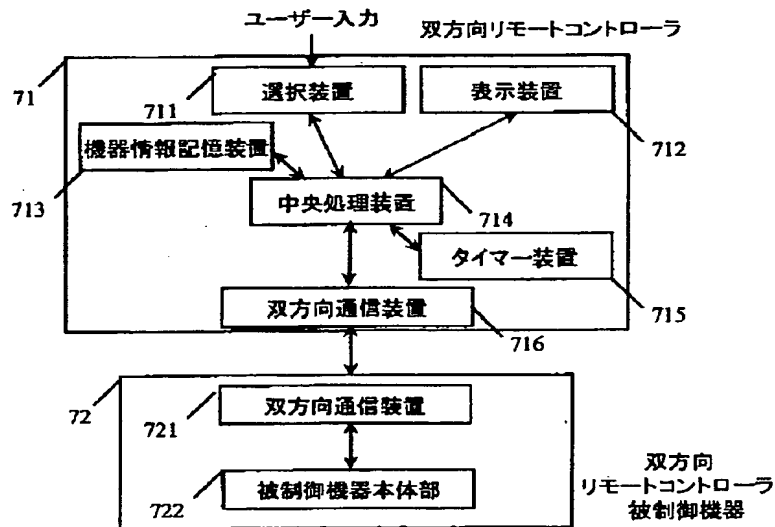 ユーザー入力
双方向リモートコントローラ
71
選択装置
表示装置
711
712
機器情報記憶装置
713
中央処理装置
714
タイマー装置
715
双方向通信装置
716
72
双方向通信装置
721
被制御機器本体部
722
双方向
リモートコントローラ
被制御機器